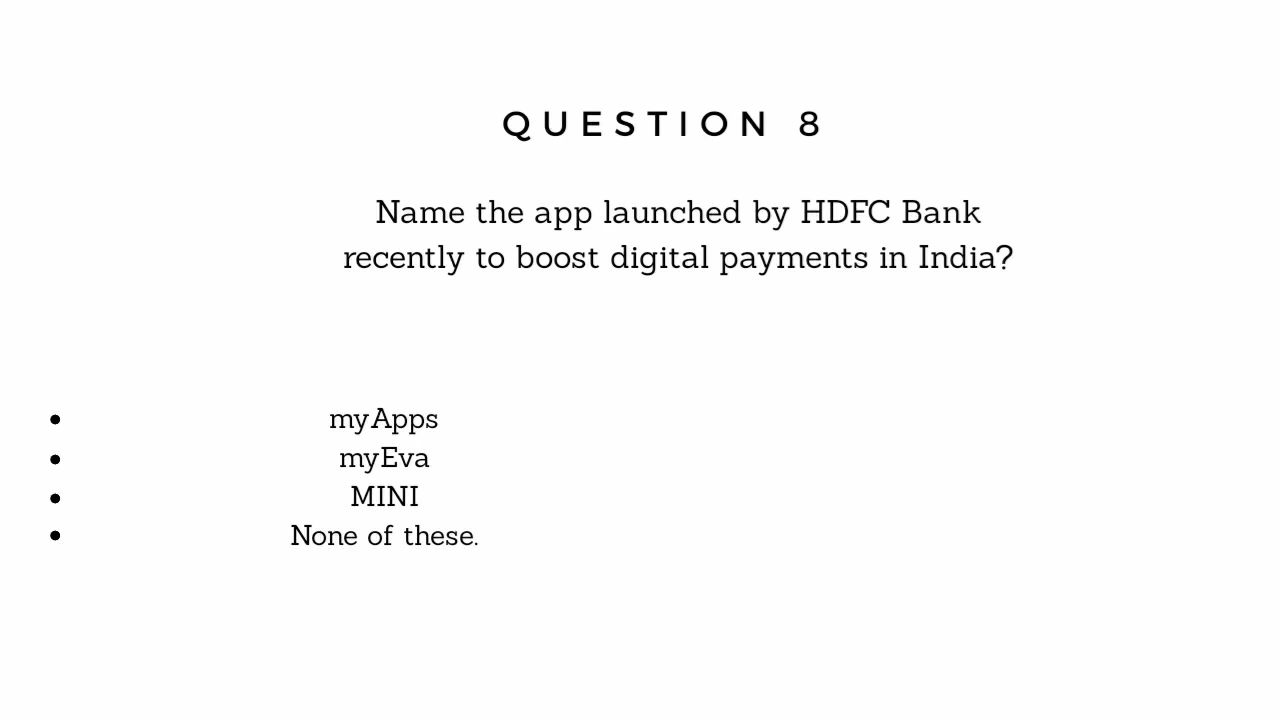 QUESTION 8
Name the app launched by HDFC Bank
recently to boost digital payments in India?
• myApps
• myEva
• MINI
• None of these.